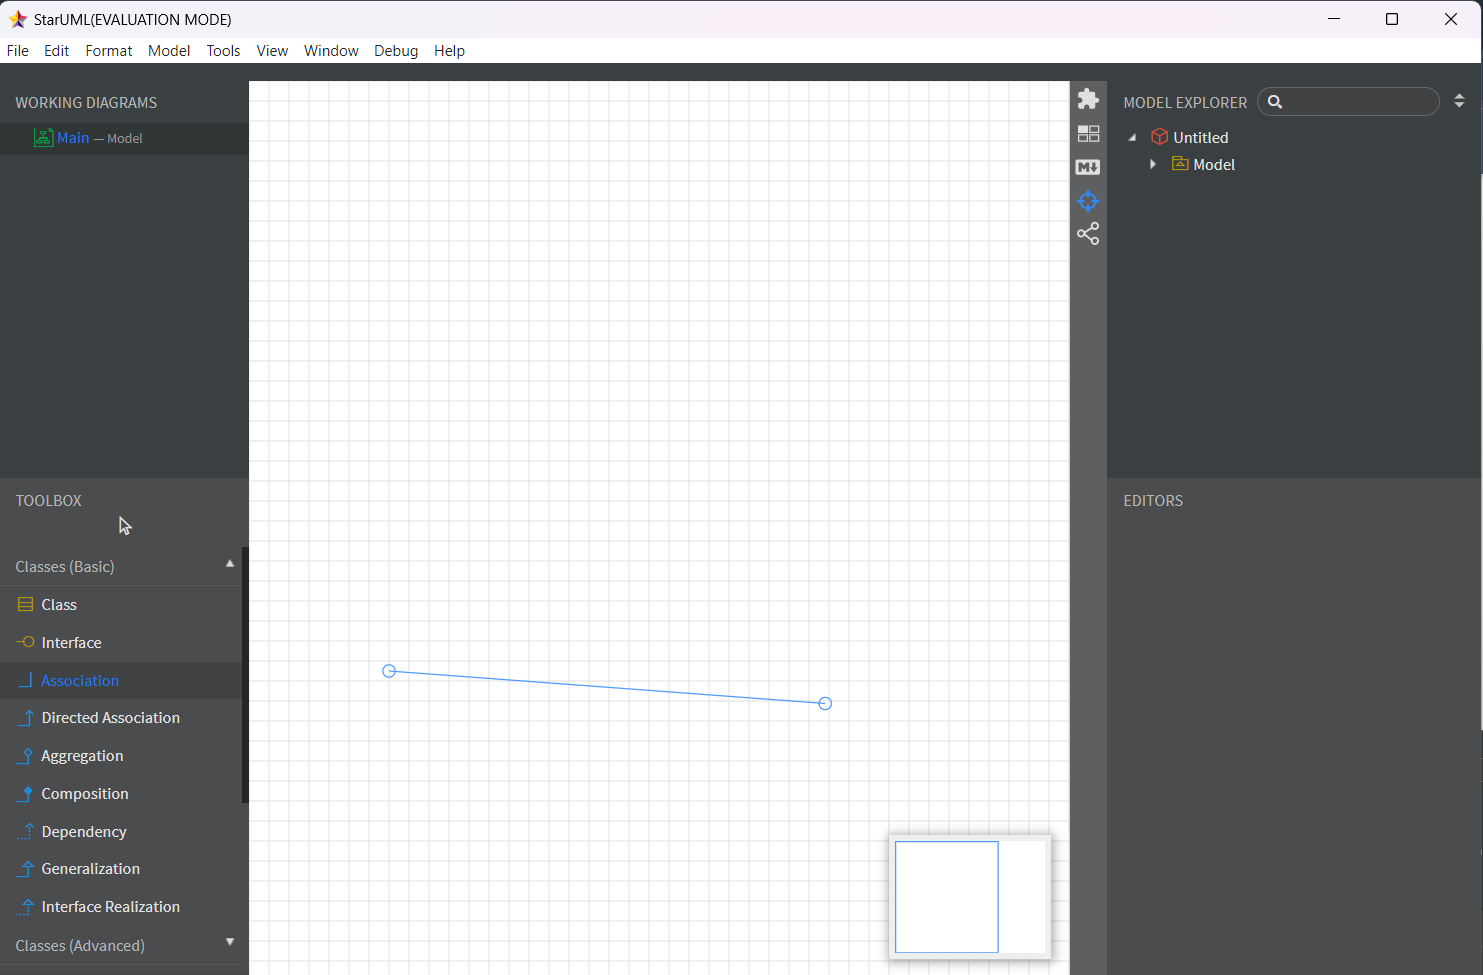 StarUML(EVALUATION MODE)
File Edit Format Model Tools View Window Debug Help
WORKING DIAGRAMS
Main — Model
TOOLBOX
Classes (Basic)
Class
Interface
Association
Directed Association
Aggregation
Composition
Dependency
Generalization
Interface Realization
Classes (Advanced)
M
MODEL EXPLORER
Untitled
Model
EDITORS